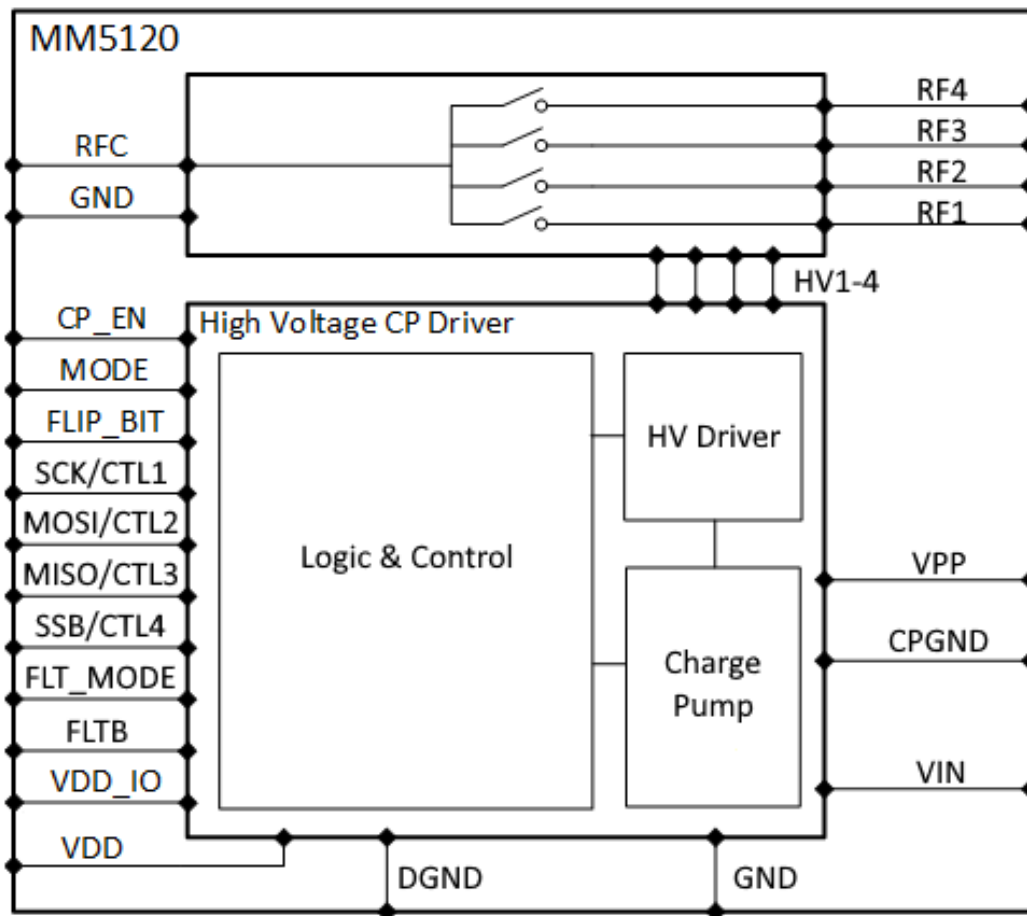 MM5120
RFC
GND
RF4
RF3
RF2
RF1
HV1-4
CP_EN
MODE
FLIP_BIT
SCK/CTL1
MOSI/CTL2
MISO/CTL3
SSB/CTL4
FLT_MODE
FLTB
VDD_IO
VDD
High Voltage CP Driver
Logic & Control
HV Driver
Charge
Pump
VPP
CPGND
VIN
DGND
GND